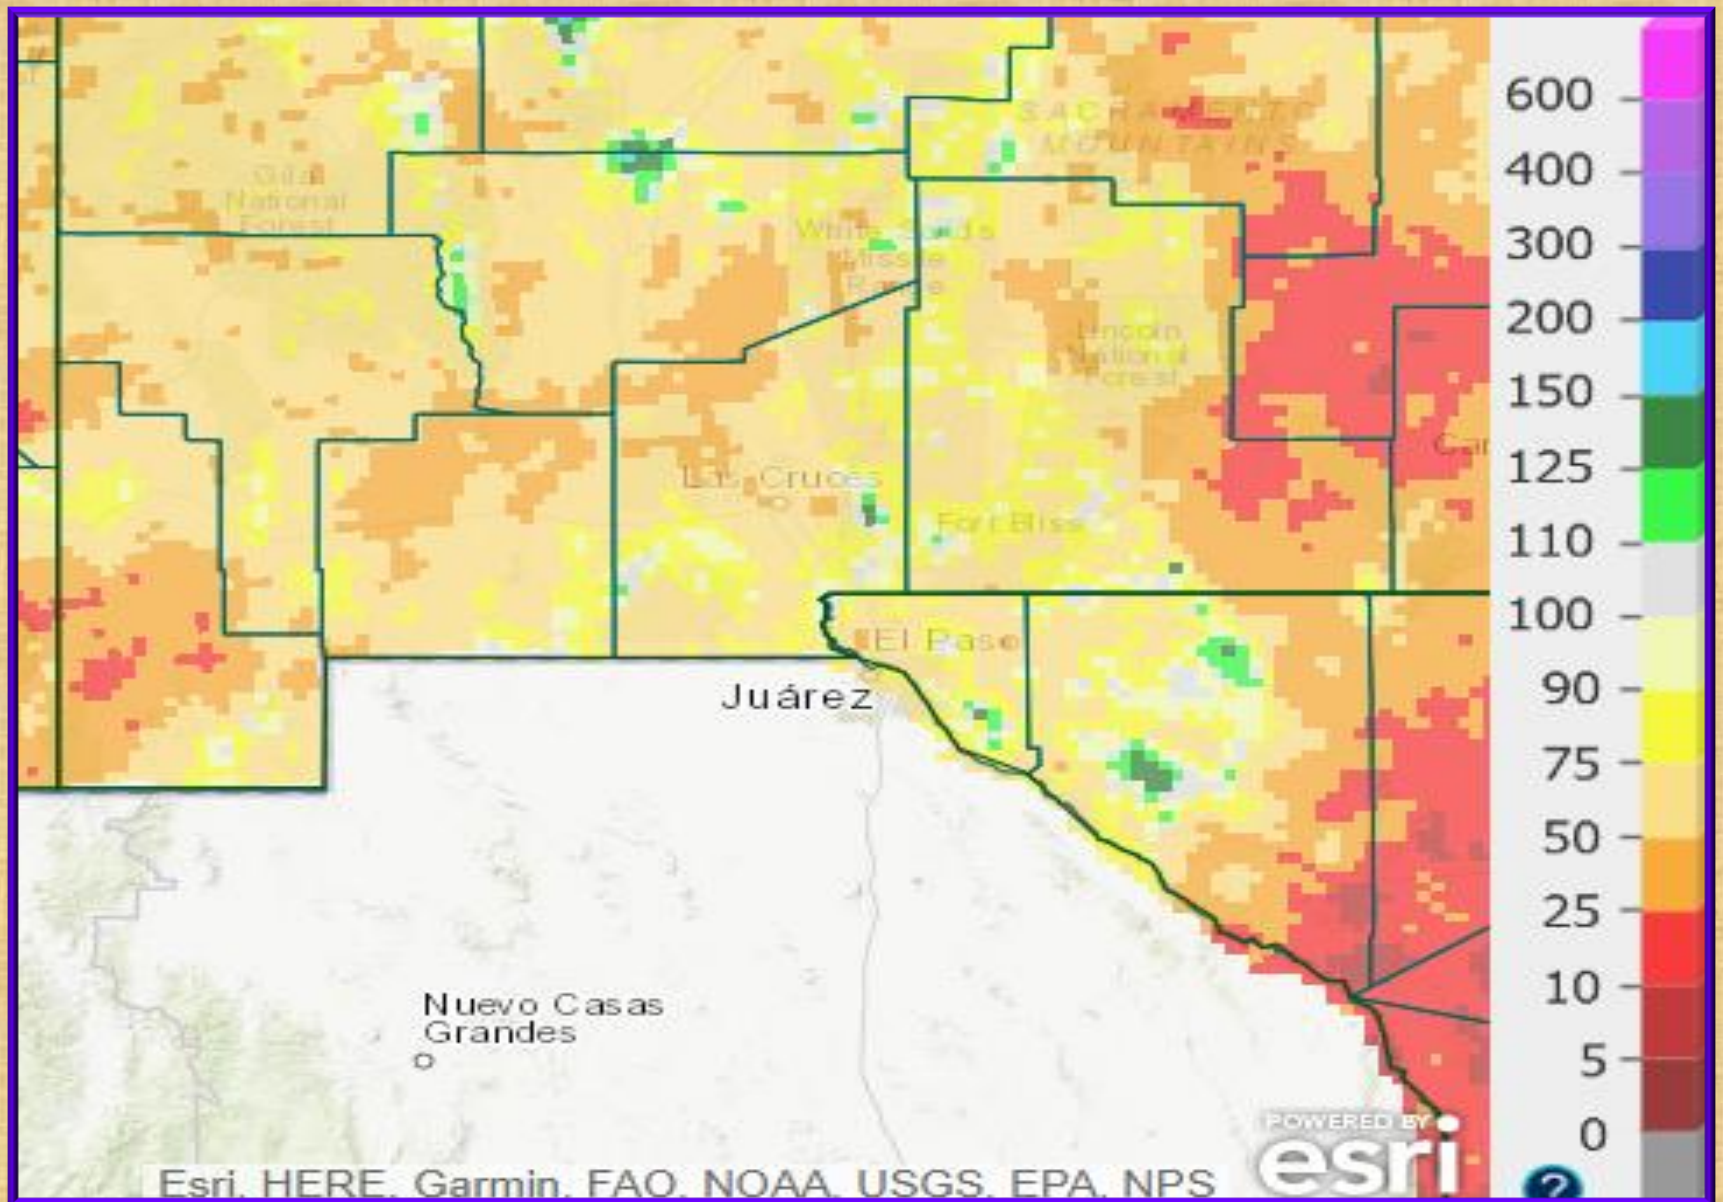 SACRAMENTO
MOUNTAINS
Gila
National
Forest
White Sands
Missile
Range
Lincoln
National
Forest
Car
Las Cruces
Fort Bliss
El Paso
Juárez
Nuevo Casas
Grandes
POWERED BY
esri
Esri, HERE, Garmin, FAO, NOAA, USGS, EPA, NPS
600
400
300
200
150
125
110
100
90
75
50
25
10
5
0
?